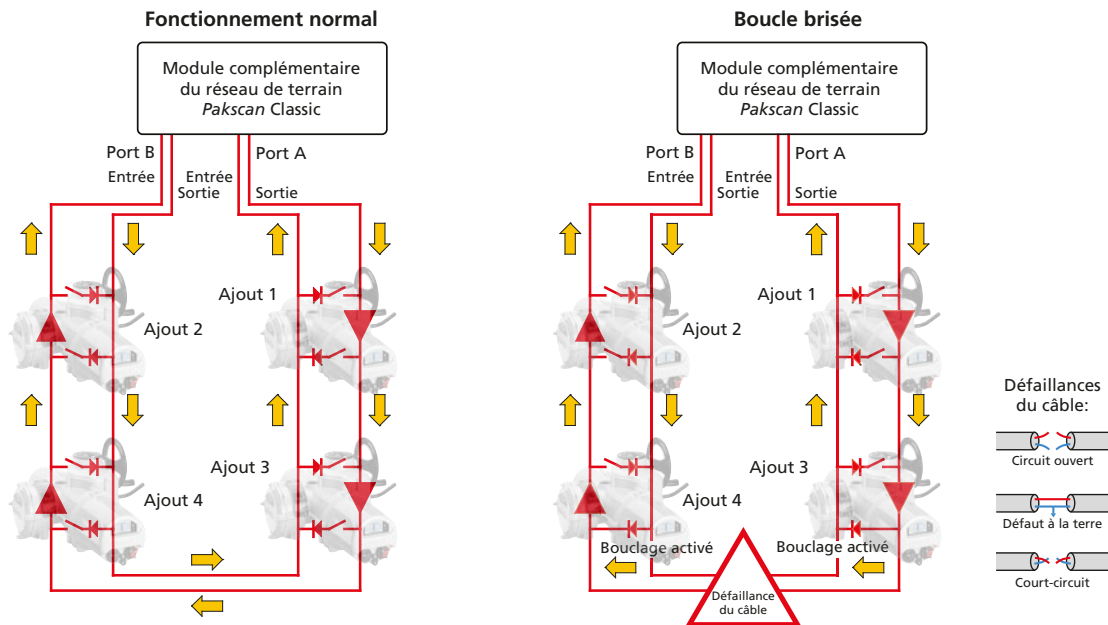 Fonctionnement normal
Module complémentaire
du réseau de terrain
Pakscan Classic
Port B
Entrée
Entrée
Sortie
Port A
Sortie
Ajout 1
Ajout 2
Ajout 3
Ajout 4
Boucle brisée
Module complémentaire
du réseau de terrain
Pakscan Classic
Port B
Entrée
Entrée
Sortie
Port A
Sortie
Ajout 1
Ajout 2
Ajout 3
Ajout 4
Bouclage activé
Bouclage activé
Défaillance
du câble
Défaillances
du câble:
Circuit ouvert
Défaut à la terre
Court-circuit